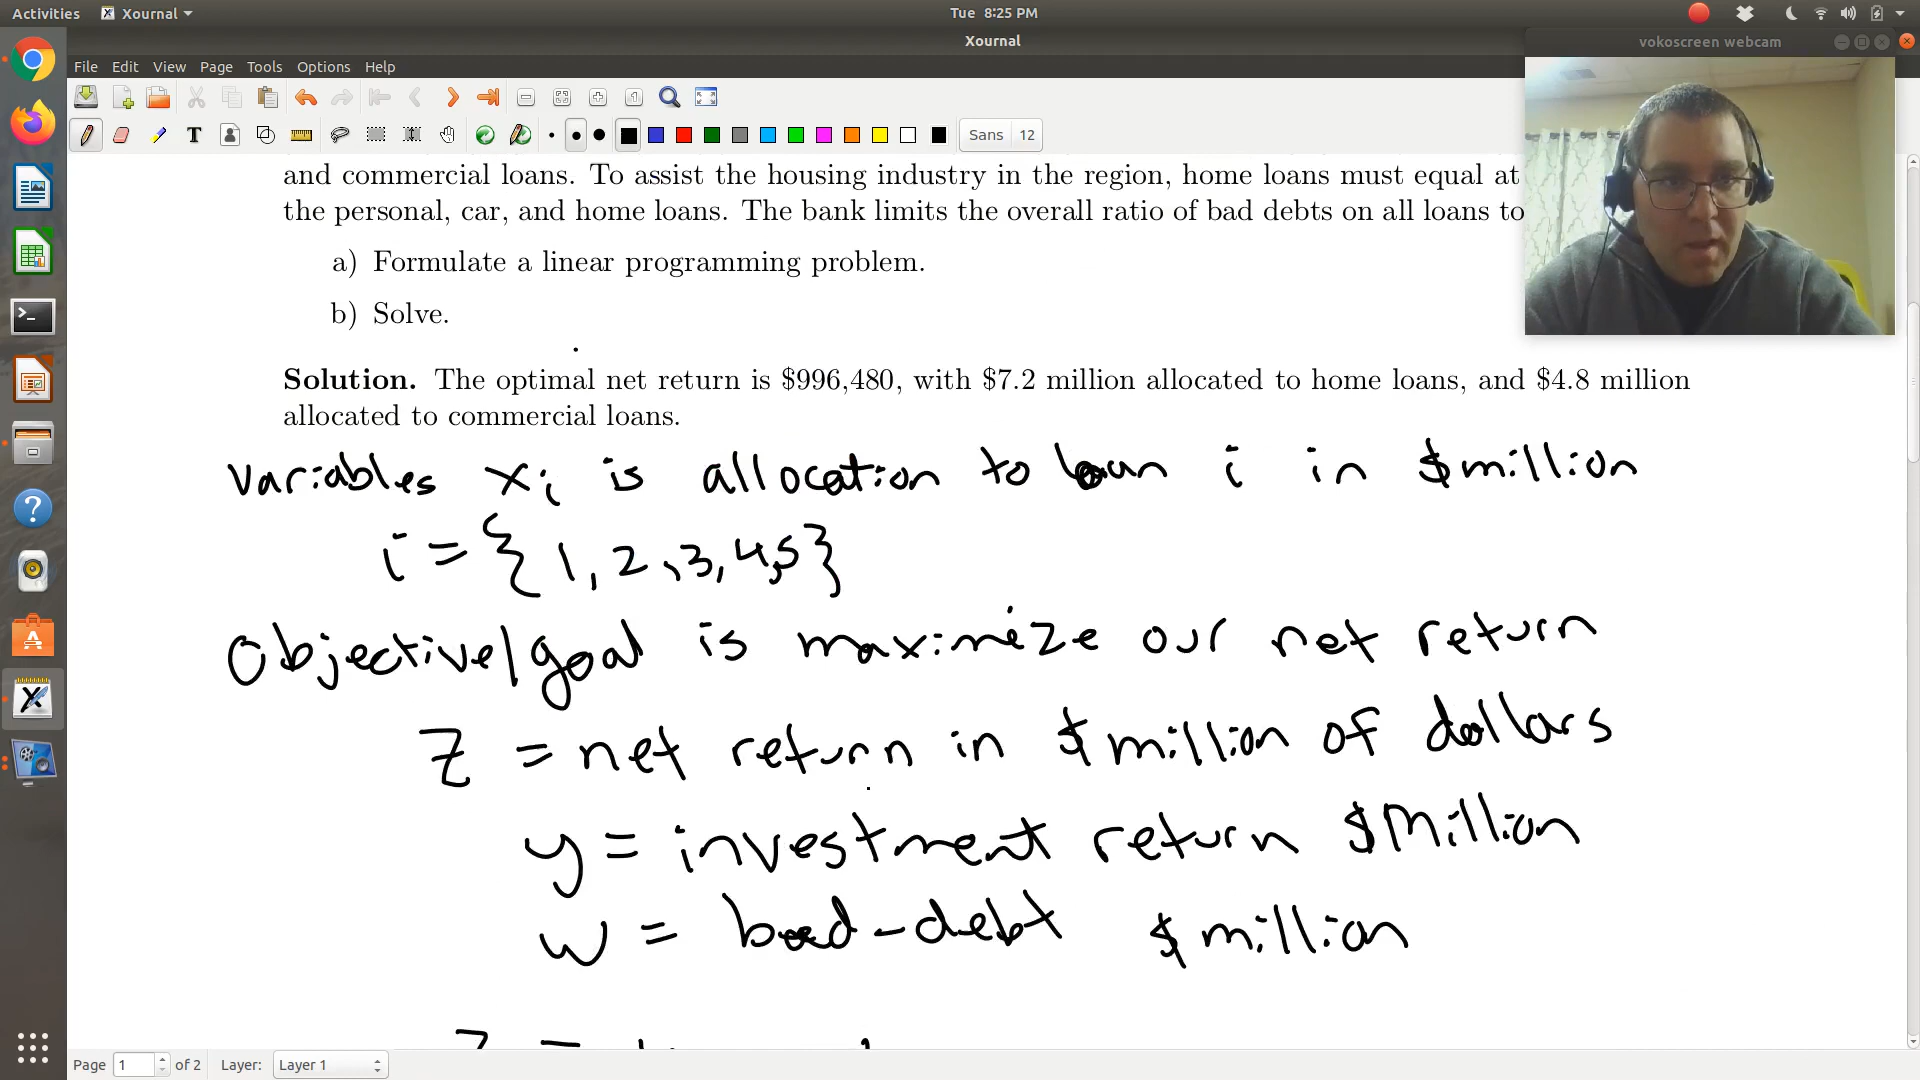 Activities Xournal Tue 8:25 PM
Xournal
vokoscreen webcam
File Edit View Page Tools Options Help
Sans 12
and commercial loans. To assist the housing industry in the region, home loans must equal at
the personal, car, and home loans. The bank limits the overall ratio of bad debts on all loans to
a) Formulate a linear programming problem.
b) Solve.
Solution. The optimal net return is $996,480, with $7.2 million allocated to home loans, and $4.8 million
allocated to commercial loans.
variables xi is allocation to loan i in $million
i = {1, 2, 3, 4, 5}
Objective/goal is maximize our net return
Z = net return in $million of dollars
y = investment return $Million
w = bad-debt $million
Page 1 of 2 Layer: Layer 1